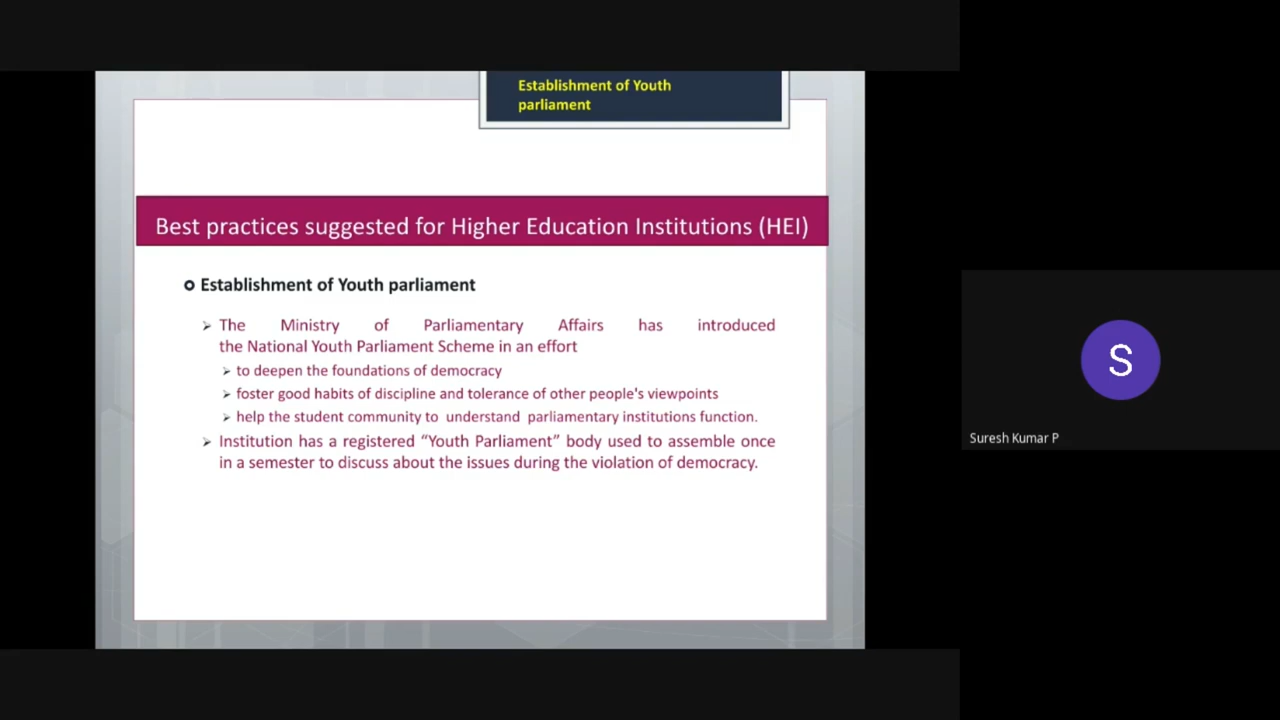 Establishment of Youth
parliament
Best practices suggested for Higher Education Institutions (HEI)
Establishment of Youth parliament
The Ministry of Parliamentary Affairs has introduced
the National Youth Parliament Scheme in an effort
to deepen the foundations of democracy
foster good habits of discipline and tolerance of other people's viewpoints
help the student community to understand parliamentary institutions function.
Institution has a registered “Youth Parliament” body used to assemble once
in a semester to discuss about the issues during the violation of democracy.
S
Suresh Kumar P